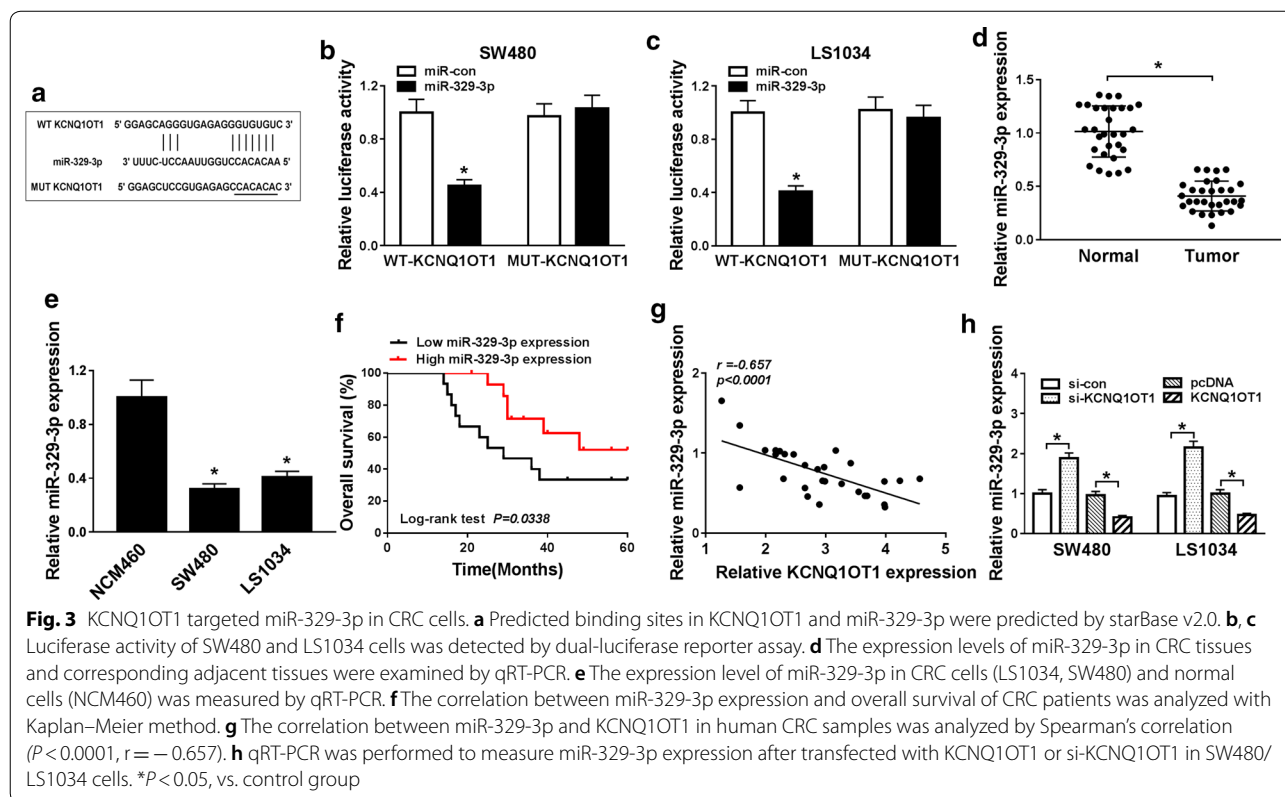 a
WT KCNQ1OT1 5' GGAGCAGGGUGAGAGGGUGUGUC 3'
miR-329-3p 3' UUUC-UCCAAUUGGUCCACACAA 5'
MUT KCNQ1OT1 5' GGAGCUCCGUGAGAGCCACACAC 3'
b
SW480
miR-con
miR-329-3p
Relative luciferase activity
1.2
0.8
0.4
0.0
*
WT-KCNQ1OT1 MUT-KCNQ1OT1
c
LS1034
miR-con
miR-329-3p
Relative luciferase activity
1.2
0.8
0.4
0.0
*
WT-KCNQ1OT1 MUT-KCNQ1OT1
d
Relative miR-329-3p expression
*
1.5
1.0
0.5
0.0
Normal Tumor
e
Relative miR-329-3p expression
1.2
0.8
0.4
0.0
* *
NCM460 SW480 LS1034
f
Low miR-329-3p expression
High miR-329-3p expression
Overall survival (%)
100
80
60
40
20
0
Log-rank test P=0.0338
0 20 40 60
Time(Months)
g
Relative miR-329-3p expression
r =-0.657
p<0.0001
2
1
0
1 2 3 4 5
Relative KCNQ1OT1 expression
h
Relative miR-329-3p expression
si-con pcDNA
si-KCNQ1OT1 KCNQ1OT1
4
3
2
1
0
* * * *
SW480 LS1034
Fig. 3 KCNQ1OT1 targeted miR-329-3p in CRC cells. a Predicted binding sites in KCNQ1OT1 and miR-329-3p were predicted by starBase v2.0. b, c
Luciferase activity of SW480 and LS1034 cells was detected by dual-luciferase reporter assay. d The expression levels of miR-329-3p in CRC tissues
and corresponding adjacent tissues were examined by qRT-PCR. e The expression level of miR-329-3p in CRC cells (LS1034, SW480) and normal
cells (NCM460) was measured by qRT-PCR. f The correlation between miR-329-3p expression and overall survival of CRC patients was analyzed with
Kaplan–Meier method. g The correlation between miR-329-3p and KCNQ1OT1 in human CRC samples was analyzed by Spearman's correlation
(P < 0.0001, r = − 0.657). h qRT-PCR was performed to measure miR-329-3p expression after transfected with KCNQ1OT1 or si-KCNQ1OT1 in SW480/
LS1034 cells. *P < 0.05, vs. control group